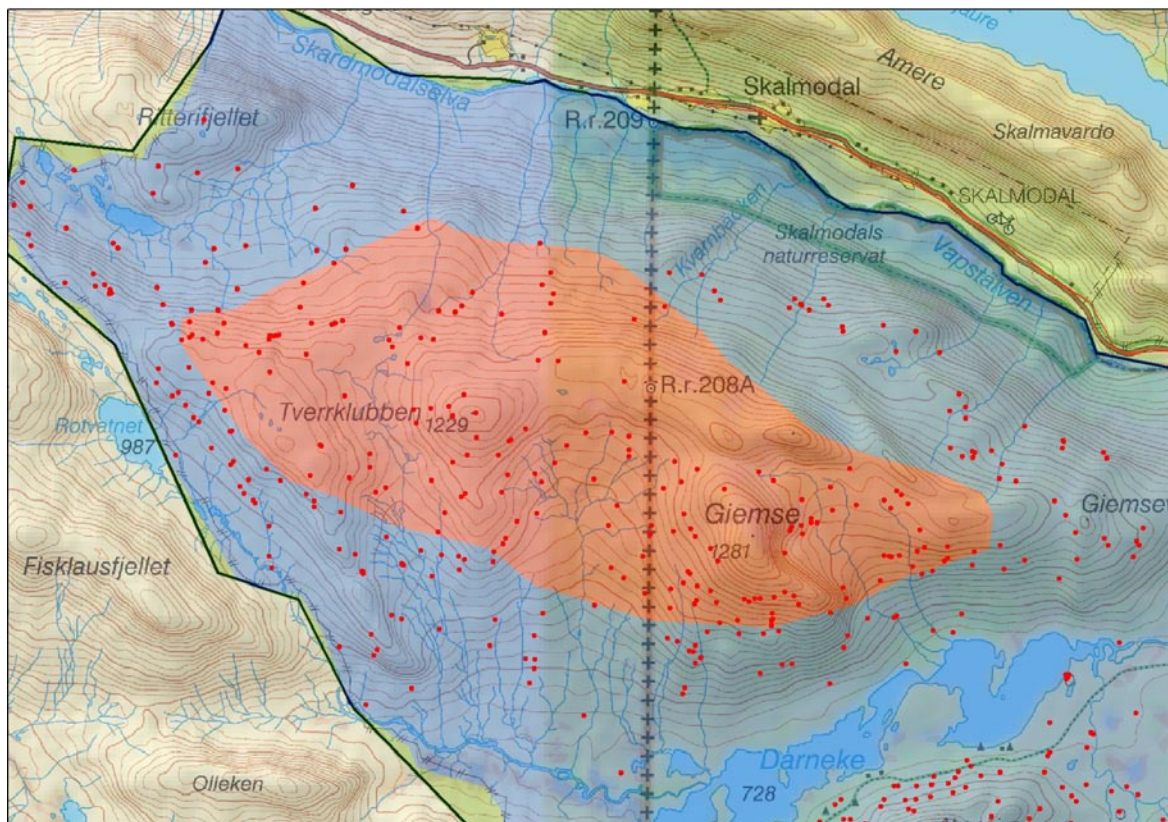 Skardmodalselva
Amere
Skalmodal
Ritterifjellet
R.r.209
Skalmavardo
SKALMODAL
Kvarnbäcken
Skalmodals
naturreservat
Vapstälven
R.r.208A
Tverrklubben
1229
Rotvatnet
987
Giemse
1281
Fisklausfjellet
Olleken
Darneke
728